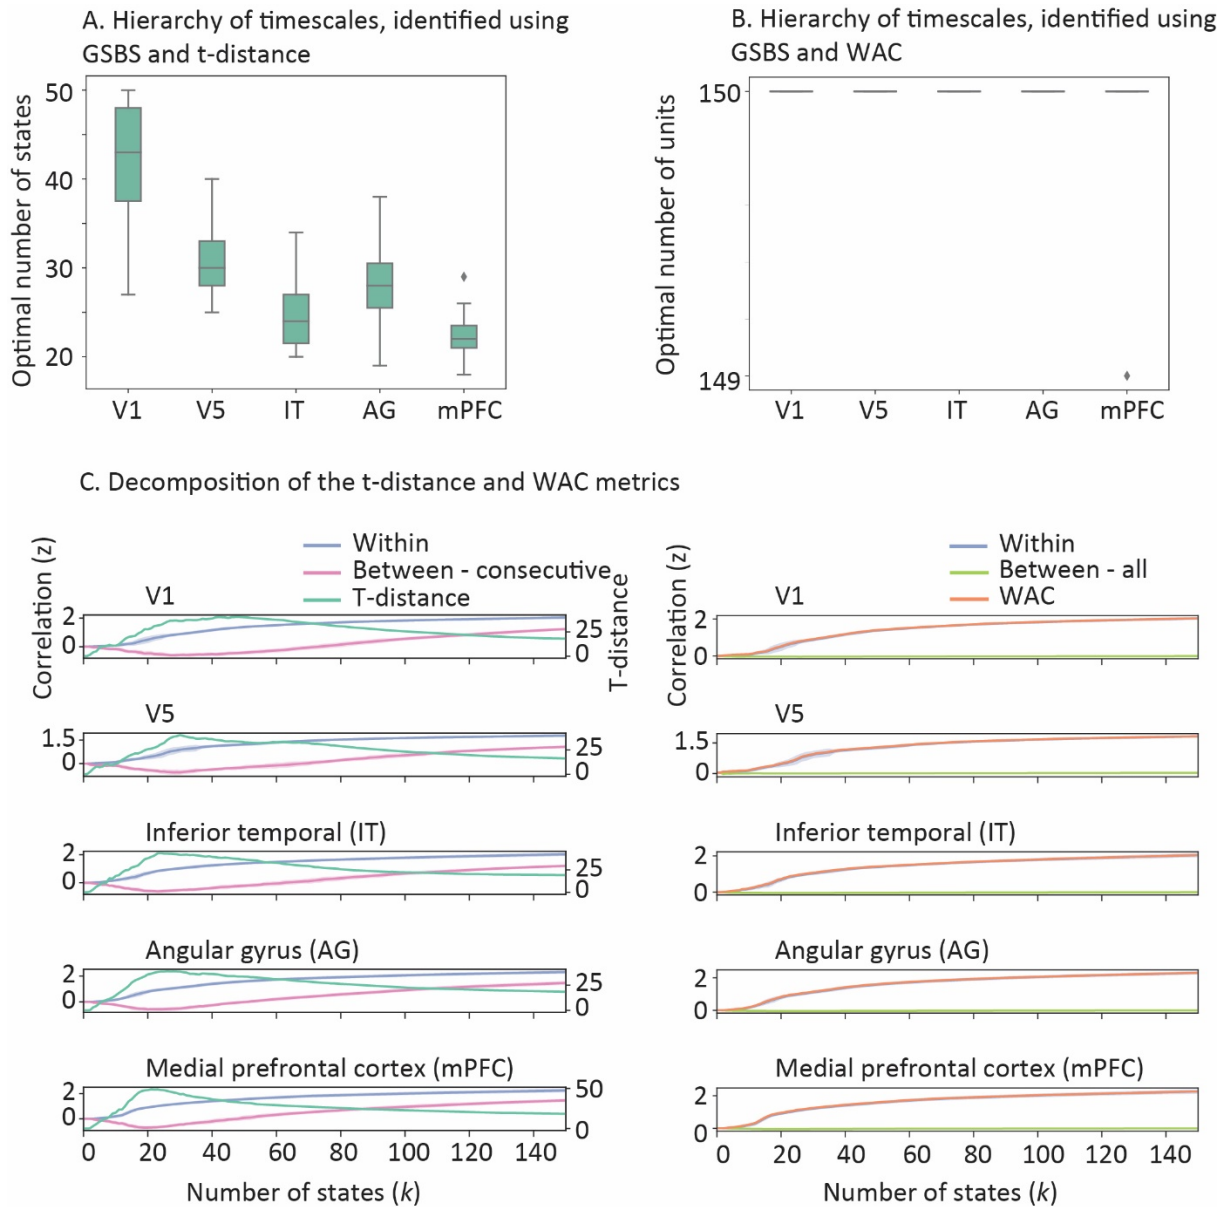 A. Hierarchy of timescales, identified using
GSBS and t-distance
Optimal number of states
50
40
30
20
V1 V5 IT AG mPFC
B. Hierarchy of timescales, identified using
GSBS and WAC
Optimal number of units
150
149
V1 V5 IT AG mPFC
C. Decomposition of the t-distance and WAC metrics
Correlation (z)
Within
Between - consecutive
T-distance
T-distance
V1
2
0
25
0
V5
1.5
0
25
0
Inferior temporal (IT)
2
0
25
0
Angular gyrus (AG)
2
0
25
0
Medial prefrontal cortex (mPFC)
2
0
50
0
0 20 40 60 80 100 120 140
Number of states (k)
Correlation (z)
Within
Between - all
WAC
V1
2
0
V5
1.5
0
Inferior temporal (IT)
2
0
Angular gyrus (AG)
2
0
Medial prefrontal cortex (mPFC)
2
0
0 20 40 60 80 100 120 140
Number of states (k)